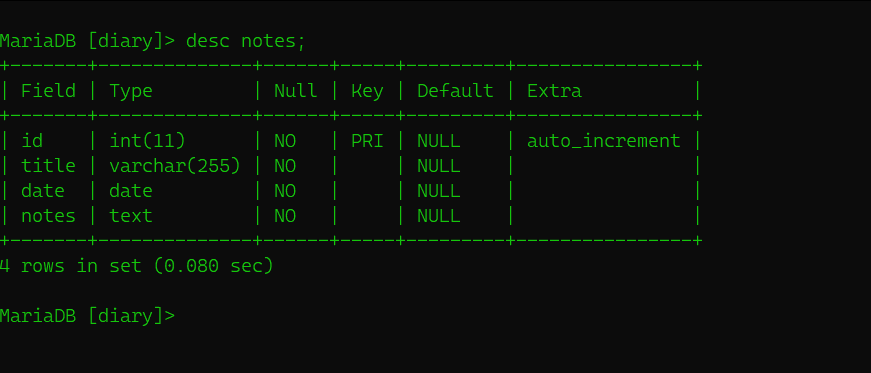 MariaDB [diary]> desc notes;
+-------+--------------+------+-----+---------+----------------+
| Field | Type         | Null | Key | Default | Extra          |
+-------+--------------+------+-----+---------+----------------+
| id    | int(11)      | NO   | PRI | NULL    | auto_increment |
| title | varchar(255) | NO   |     | NULL    |                |
| date  | date         | NO   |     | NULL    |                |
| notes | text         | NO   |     | NULL    |                |
+-------+--------------+------+-----+---------+----------------+
4 rows in set (0.080 sec)
MariaDB [diary]>